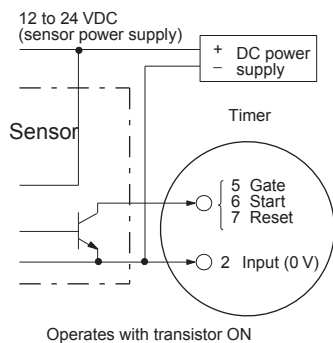 12 to 24 VDC
(sensor power supply)
+ DC power
− supply
Timer
Sensor
5 Gate
6 Start
7 Reset
2 Input (0 V)
Operates with transistor ON